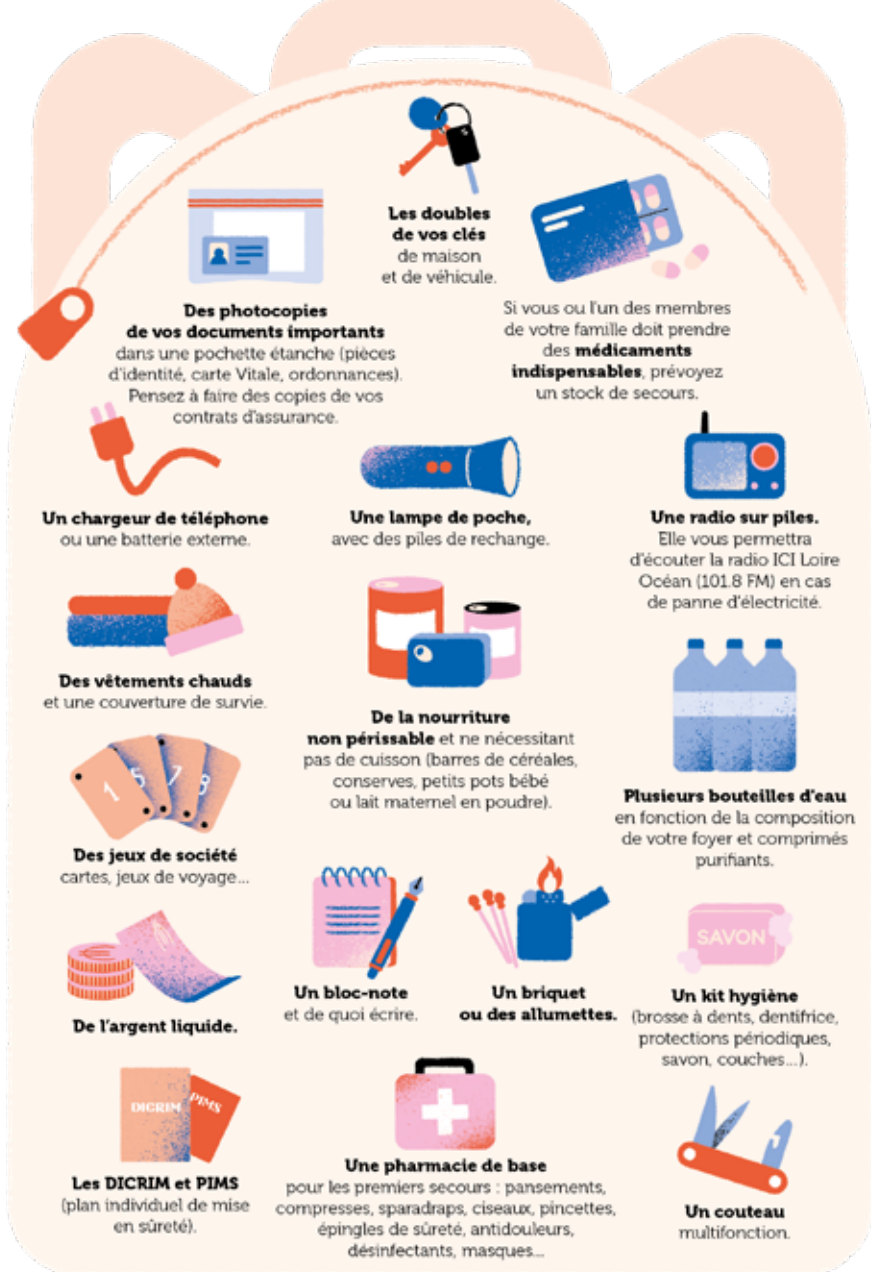 Les doubles
de vos clés
de maison
et de véhicule.
Des photocopies
de vos documents importants
dans une pochette étanche (pièces
d'identité, carte Vitale, ordonnances).
Pensez à faire des copies de vos
contrats d'assurance.
Si vous ou l'un des membres
de votre famille doit prendre
des médicaments
indispensables, prévoyez
un stock de secours.
Un chargeur de téléphone
ou une batterie externe.
Une lampe de poche,
avec des piles de rechange.
Une radio sur piles.
Elle vous permettra
d'écouter la radio ICI Loire
Océan (101.8 FM) en cas
de panne d'électricité.
Des vêtements chauds
et une couverture de survie.
De la nourriture
non périssable et ne nécessitant
pas de cuisson (barres de céréales,
conserves, petits pots bébé
ou lait maternel en poudre).
Plusieurs bouteilles d'eau
en fonction de la composition
de votre foyer et comprimés
purifiants.
1 5 7 8
Des jeux de société
cartes, jeux de voyage...
€
De l'argent liquide.
Un bloc-note
et de quoi écrire.
Un briquet
ou des allumettes.
SAVON
Un kit hygiène
(brosse à dents, dentifrice,
protections périodiques,
savon, couches...).
DICRIM
PIMS
Les DICRIM et PIMS
(plan individuel de mise
en sûreté).
Une pharmacie de base
pour les premiers secours : pansements,
compresses, sparadraps, ciseaux, pincettes,
épingles de sûreté, antidouleurs,
désinfectants, masques...
Un couteau
multifonction.